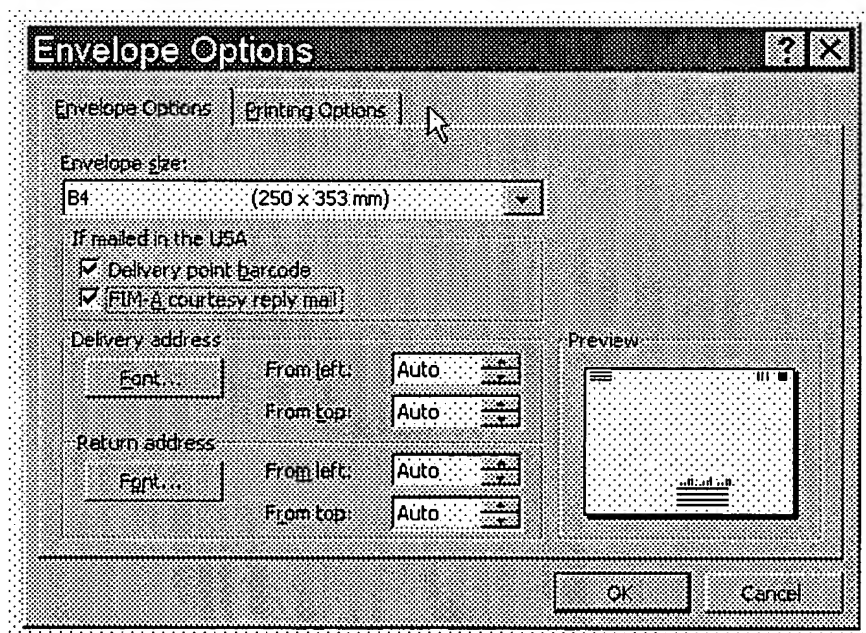 Envelope Options
Envelope Options Printing Options
Envelope size:
B4 (250 x 353 mm)
If mailed in the USA
Delivery point barcode
FIM-A courtesy reply mail
Delivery address
Font... From left: Auto
From top: Auto
Return address
Font... From left: Auto
From top: Auto
Preview
OK Cancel